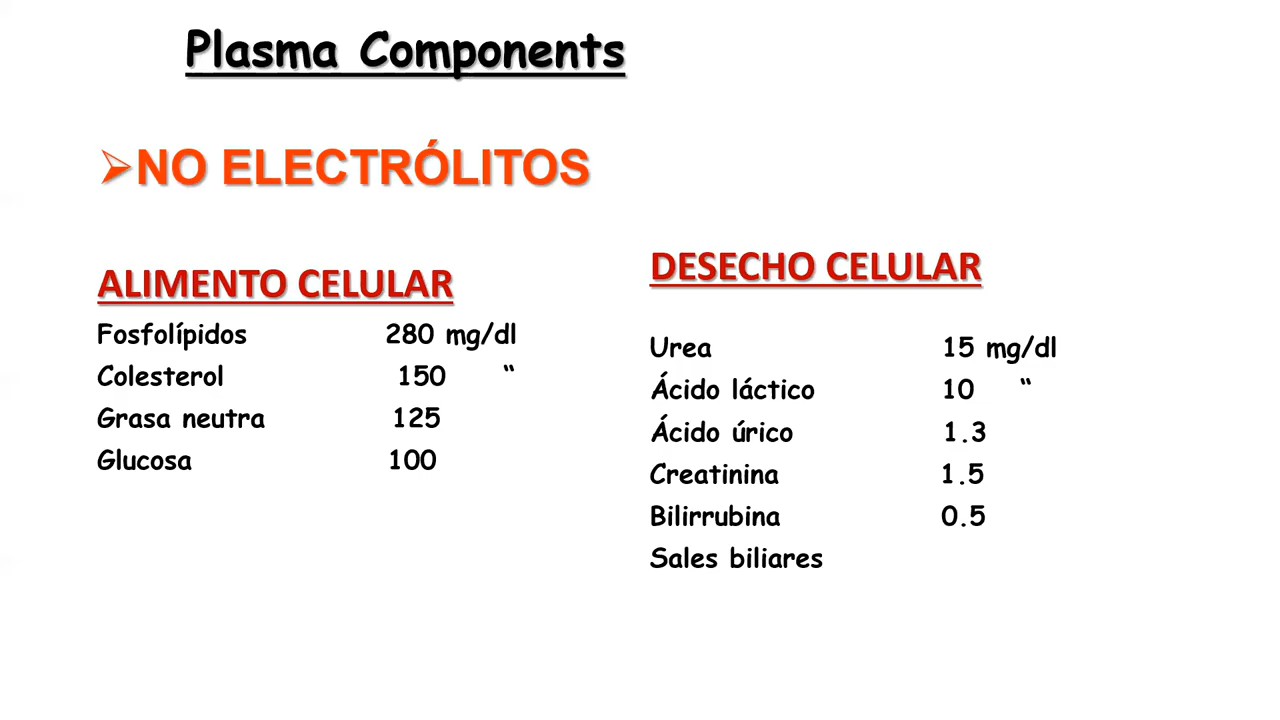 Plasma Components
➢NO ELECTRÓLITOS
ALIMENTO CELULAR
Fosfolípidos 280 mg/dl
Colesterol 150 “
Grasa neutra 125
Glucosa 100
DESECHO CELULAR
Urea 15 mg/dl
Ácido láctico 10 “
Ácido úrico 1.3
Creatinina 1.5
Bilirrubina 0.5
Sales biliares